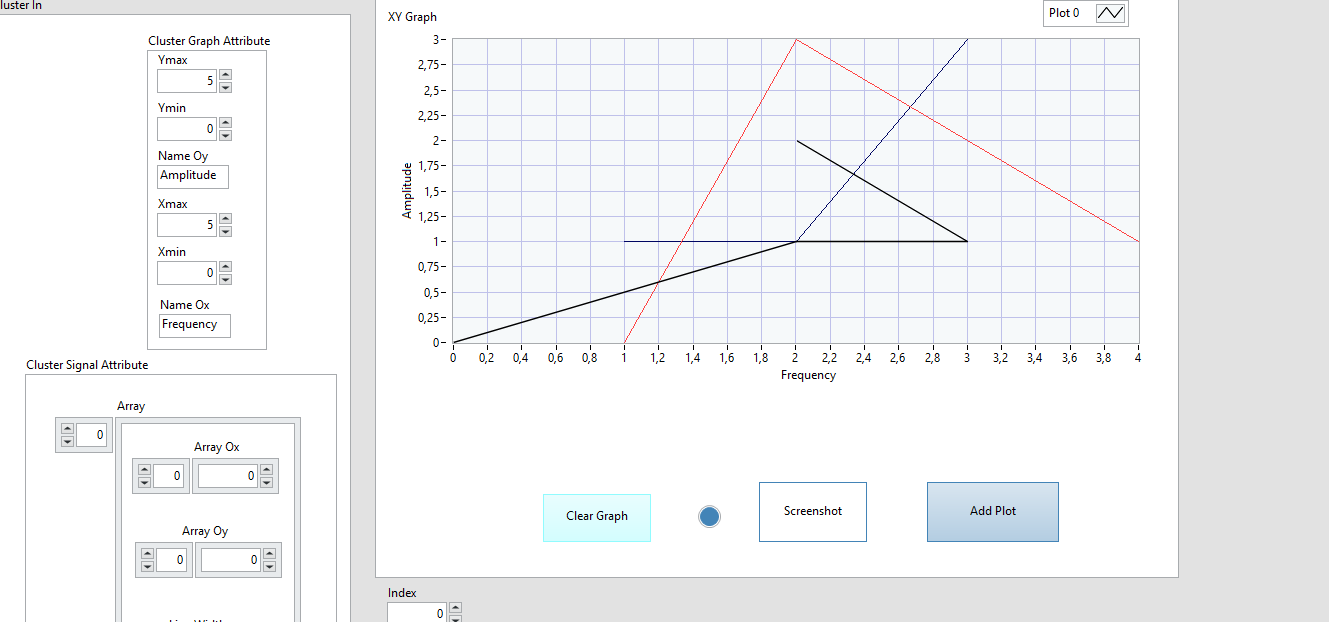 luster In
Cluster Graph Attribute
Ymax
5
Ymin
0
Name Oy
Amplitude
Xmax
5
Xmin
0
Name Ox
Frequency
Cluster Signal Attribute
Array
0
Array Ox
0 0
Array Oy
0 0
Line Width
XY Graph
Plot 0
Amplitude
3
2,75
2,5
2,25
2
1,75
1,5
1,25
1
0,75
0,5
0,25
0
0 0,2 0,4 0,6 0,8 1 1,2 1,4 1,6 1,8 2 2,2 2,4 2,6 2,8 3 3,2 3,4 3,6 3,8 4
Frequency
Clear Graph
Screenshot
Add Plot
Index
0